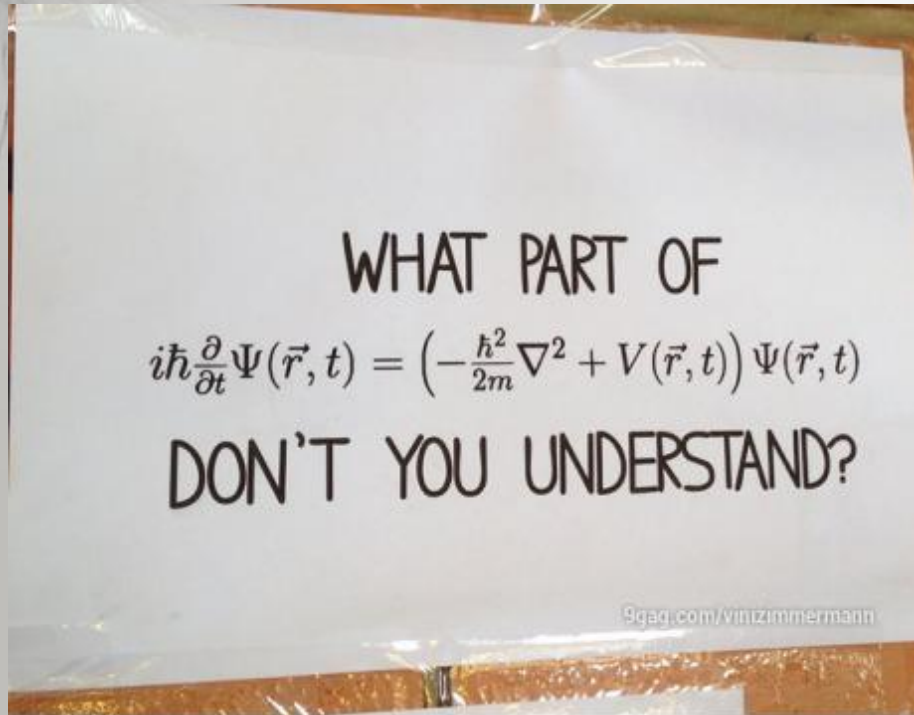 WHAT PART OF
iℏ ∂/∂t Ψ(r⃗, t) = (−ℏ²/2m ∇² + V(r⃗, t)) Ψ(r⃗, t)
DON'T YOU UNDERSTAND?
9gag.com/vinizimmermann